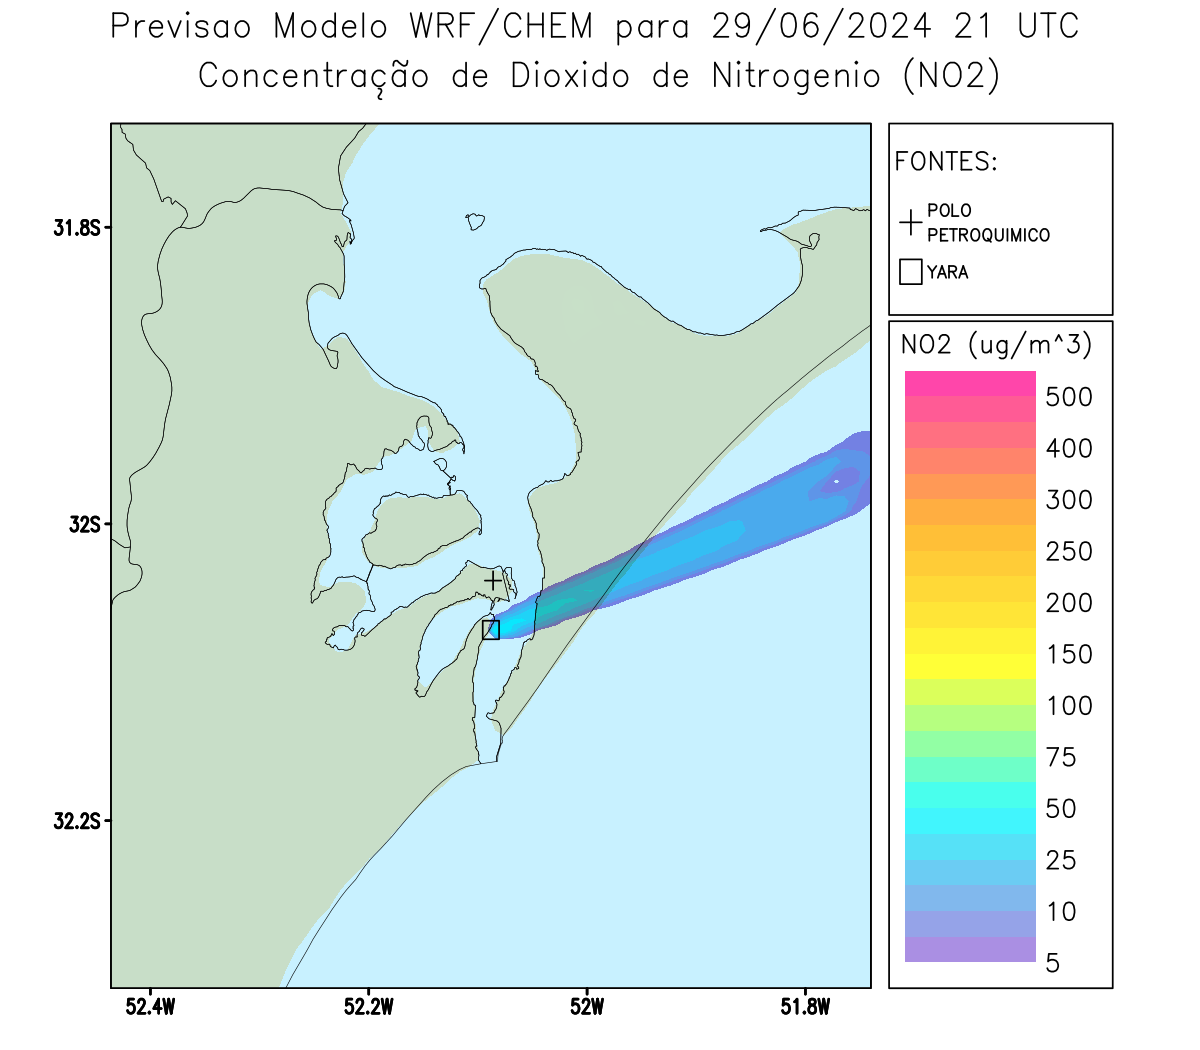 Previsao Modelo WRF/CHEM para 29/06/2024 21 UTC
Concentração de Dioxido de Nitrogenio (NO2)
31.8S
32S
32.2S
52.4W
52.2W
52W
51.8W
FONTES:
POLO
PETROQUIMICO
YARA
NO2 (ug/m^3)
500
400
300
250
200
150
100
75
50
25
10
5